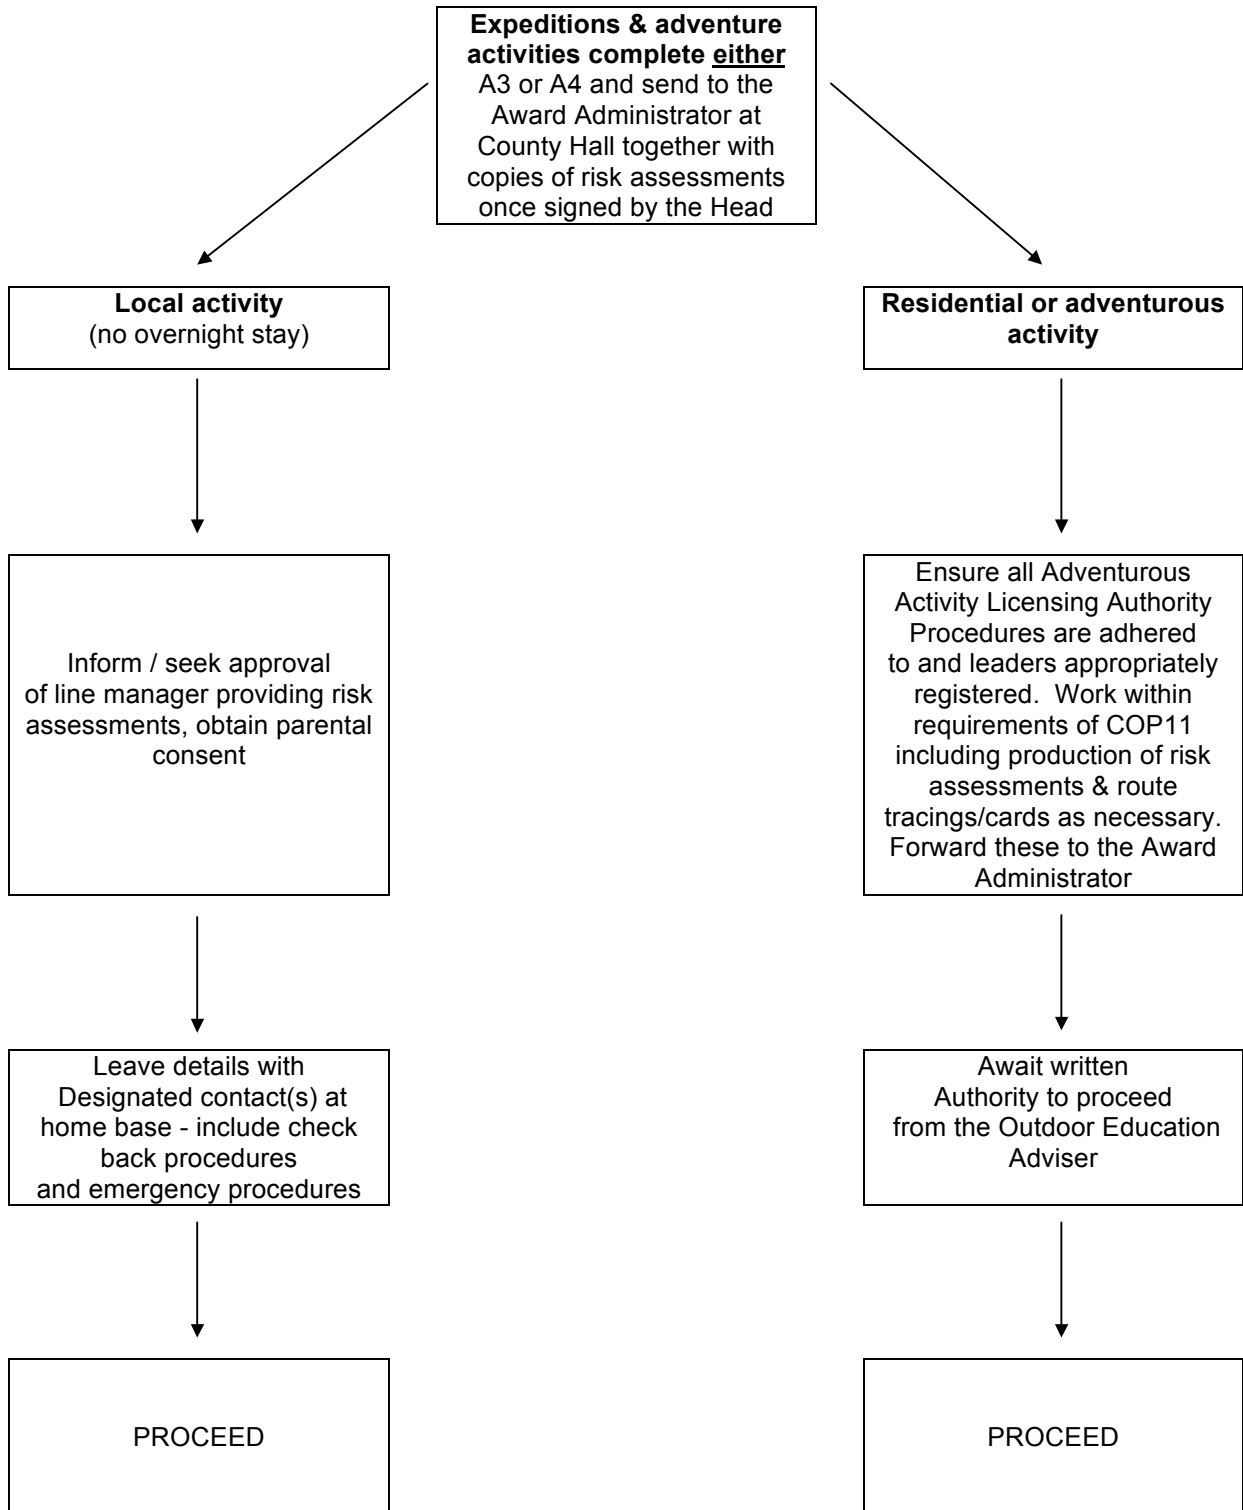 Expeditions & adventure
activities complete either
A3 or A4 and send to the
Award Administrator at
County Hall together with
copies of risk assessments
once signed by the Head
Local activity
(no overnight stay)
Residential or adventurous
activity
Inform / seek approval
of line manager providing risk
assessments, obtain parental
consent
Ensure all Adventurous
Activity Licensing Authority
Procedures are adhered
to and leaders appropriately
registered.  Work within
requirements of COP11
including production of risk
assessments & route
tracings/cards as necessary.
Forward these to the Award
Administrator
Leave details with
Designated contact(s) at
home base - include check
back procedures
and emergency procedures
Await written
Authority to proceed
from the Outdoor Education
Adviser
PROCEED
PROCEED